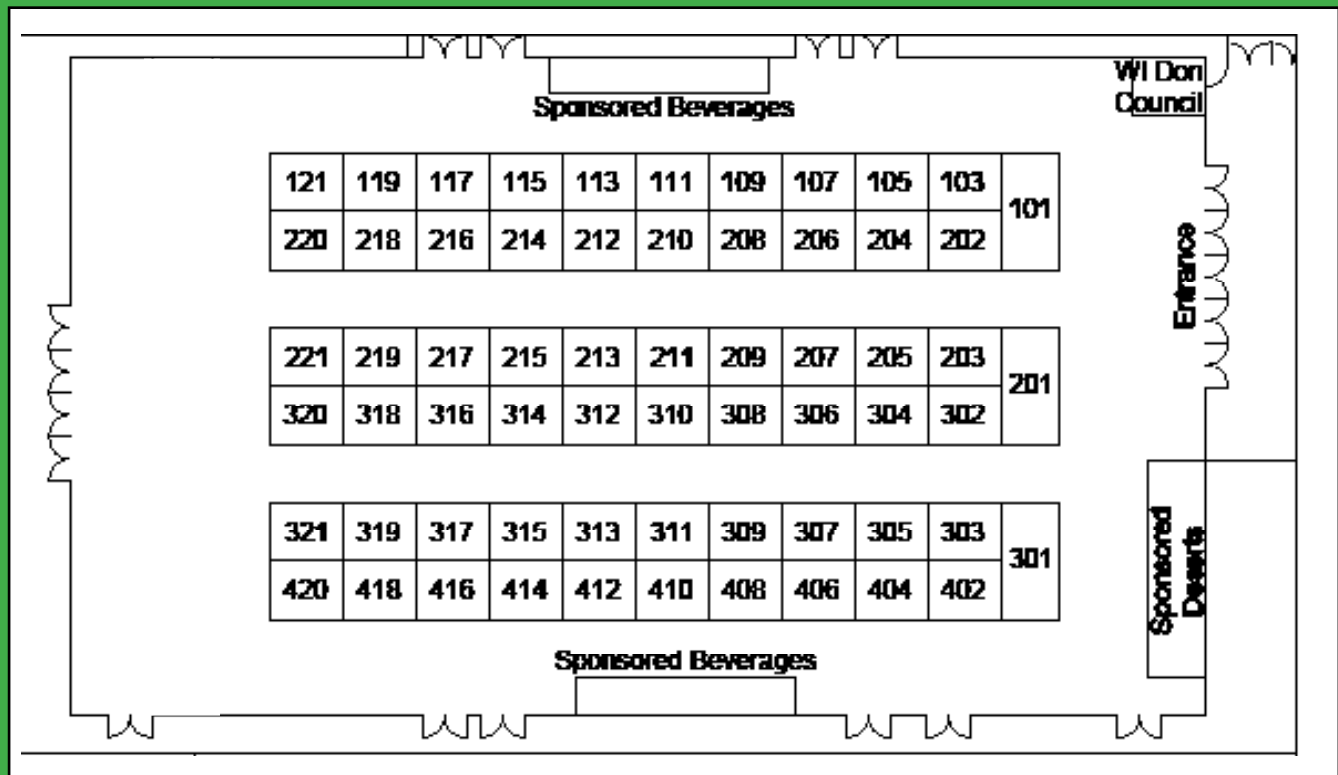 WI Don
Council
Sponsored Beverages
121 119 117 115 113 111 109 107 105 103
101
220 218 216 214 212 210 208 206 204 202
Entrance
221 219 217 215 213 211 209 207 205 203
201
320 318 316 314 312 310 308 306 304 302
321 319 317 315 313 311 309 307 305 303
301
420 418 416 414 412 410 408 406 404 402
Sponsored
Deserts
Sponsored Beverages